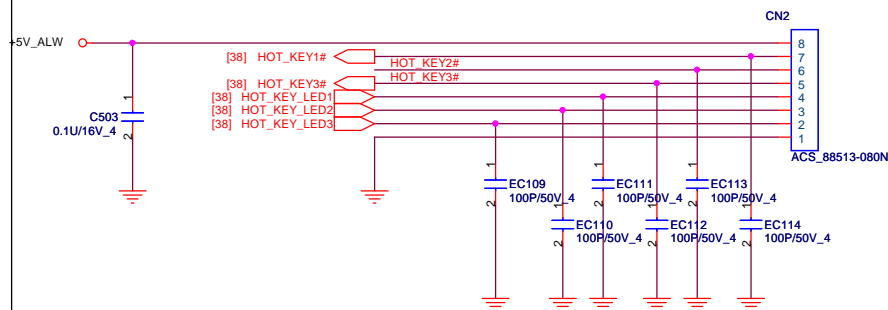 CN2
+5V_ALW
8
[38] HOT_KEY1#
7
HOT_KEY2#
6
[38] HOT_KEY3#
HOT_KEY3#
5
[38] HOT_KEY_LED1
4
[38] HOT_KEY_LED2
3
[38] HOT_KEY_LED3
2
1
ACS_88513-080N
1
C503
0.1U/16V_4
2
1
EC109
100P/50V_4
2
1
EC111
100P/50V_4
2
1
EC113
100P/50V_4
2
1
EC110
100P/50V_4
2
1
EC112
100P/50V_4
2
1
EC114
100P/50V_4
2